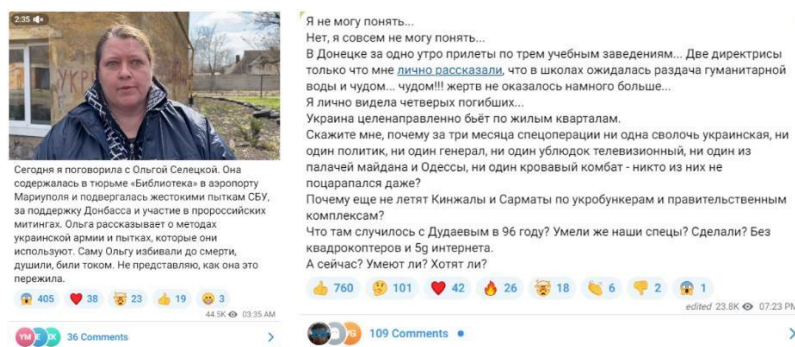 2:35
УКР
Сегодня я поговорила с Ольгой Селецкой. Она
содержалась в тюрьме «Библиотека» в аэропорту
Мариуполя и подвергалась жестокими пыткам СБУ,
за поддержку Донбасса и участие в пророссийских
митингах. Ольга рассказывает о методах
украинской армии и пытках, которые они
используют. Саму Ольгу избивали до смерти,
душили, били током. Не представляю, как она это
пережила.
405 38 23 19 3
44.5K 03:35 AM
YM E IX 36 Comments
Я не могу понять...
Нет, я совсем не могу понять...
В Донецке за одно утро прилеты по трем учебным заведениям... Две директрисы
только что мне лично рассказали, что в школах ожидалась раздача гуманитарной
воды и чудом... чудом!!! жертв не оказалось намного больше...
Я лично видела четверых погибших...
Украина целенаправленно бьёт по жилым кварталам.
Скажите мне, почему за три месяца спецоперации ни одна сволочь украинская, ни
один политик, ни один генерал, ни один ублюдок телевизионный, ни один из
палачей майдана и Одессы, ни один кровавый комбат - никто из них не
поцарапался даже?
Почему еще не летят Кинжалы и Сарматы по укробункерам и правительственным
комплексам?
Что там случилось с Дудаевым в 96 году? Умели же наши спецы? Сделали? Без
квадрокоптеров и 5g интернета.
А сейчас? Умеют ли? Хотят ли?
760 101 42 26 18 6 2 1
edited 23.8K 07:23 PM
109 Comments